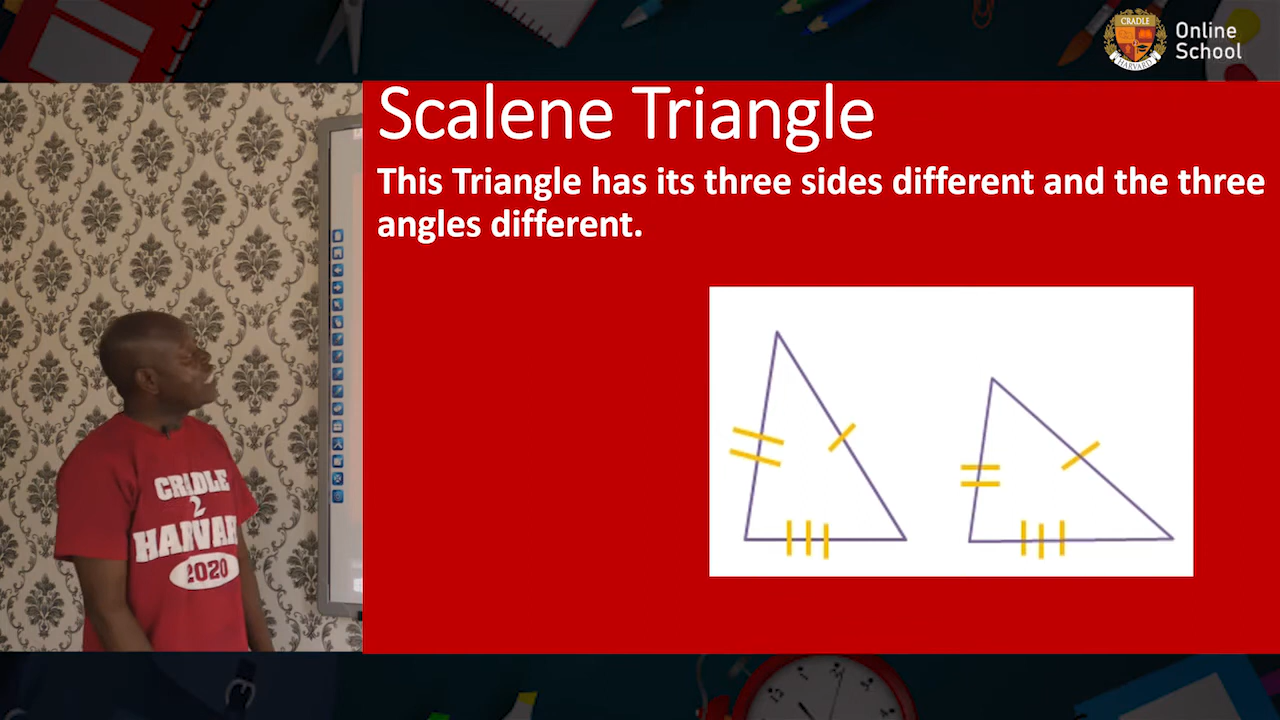 CRADLE
HARVARD
Online
School
Scalene Triangle
This Triangle has its three sides different and the three
angles different.
CRADLE
2
HARVAR
2020